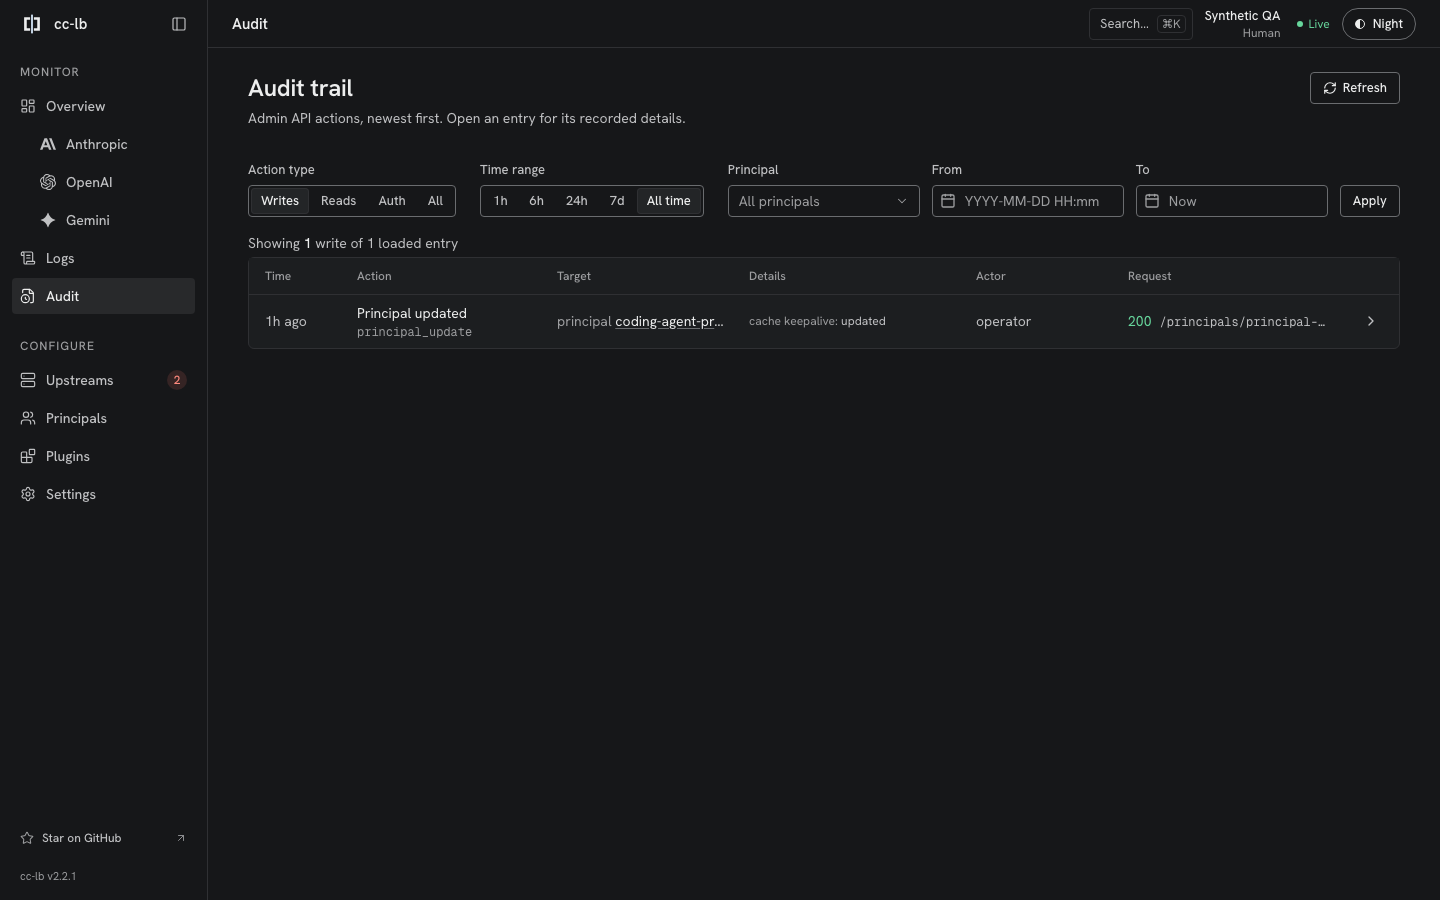 cc-lb
Audit
Search... ⌘K
Synthetic QA
Human
Live
Night
MONITOR
Overview
Anthropic
OpenAI
Gemini
Logs
Audit
CONFIGURE
Upstreams 2
Principals
Plugins
Settings
Star on GitHub
cc-lb v2.2.1
Audit trail
Refresh
Admin API actions, newest first. Open an entry for its recorded details.
Action type
Writes Reads Auth All
Time range
1h 6h 24h 7d All time
Principal
All principals
From
YYYY-MM-DD HH:mm
To
Now
Apply
Showing 1 write of 1 loaded entry
Time Action Target Details Actor Request
1h ago Principal updated principal coding-agent-pr… cache keepalive: updated operator 200 /principals/principal-…
principal_update